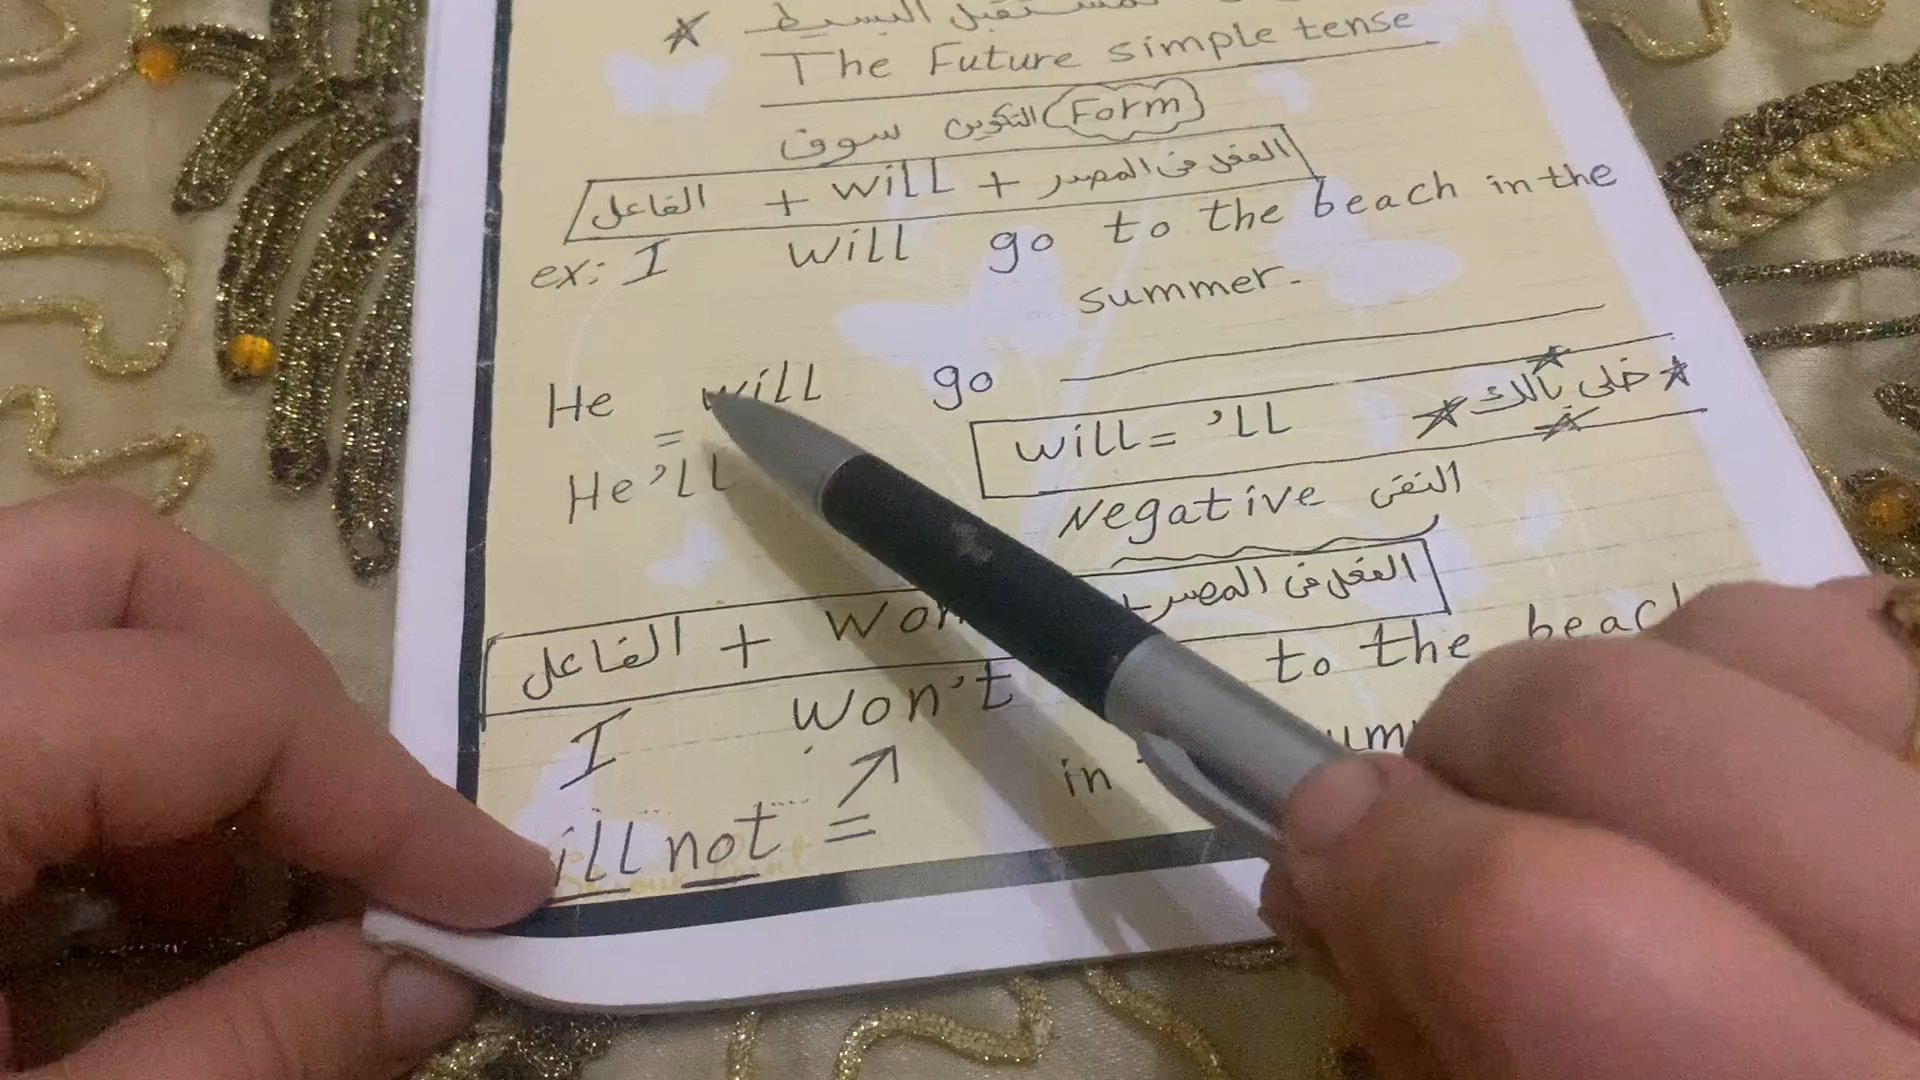 المستقبل البسيط
The Future simple tense
سوف التكوين (Form)
الفاعل + will + الفعل فى المصدر
ex: I will go to the beach in the
summer.
He will go
=
He'll
will = 'll
خلى بالك
Negative النفى
الفاعل + won الفعل فى المصدر
I won't to the beach
in
ill not =